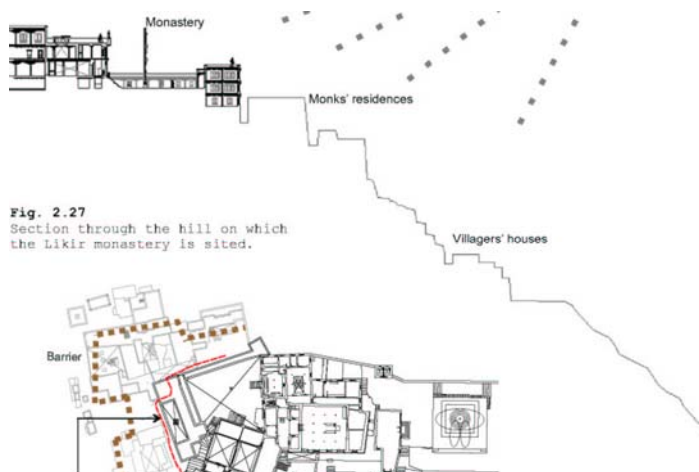 Monastery
Monks' residences
Fig. 2.27
Section through the hill on which
the Likir monastery is sited.
Villagers' houses
Barrier